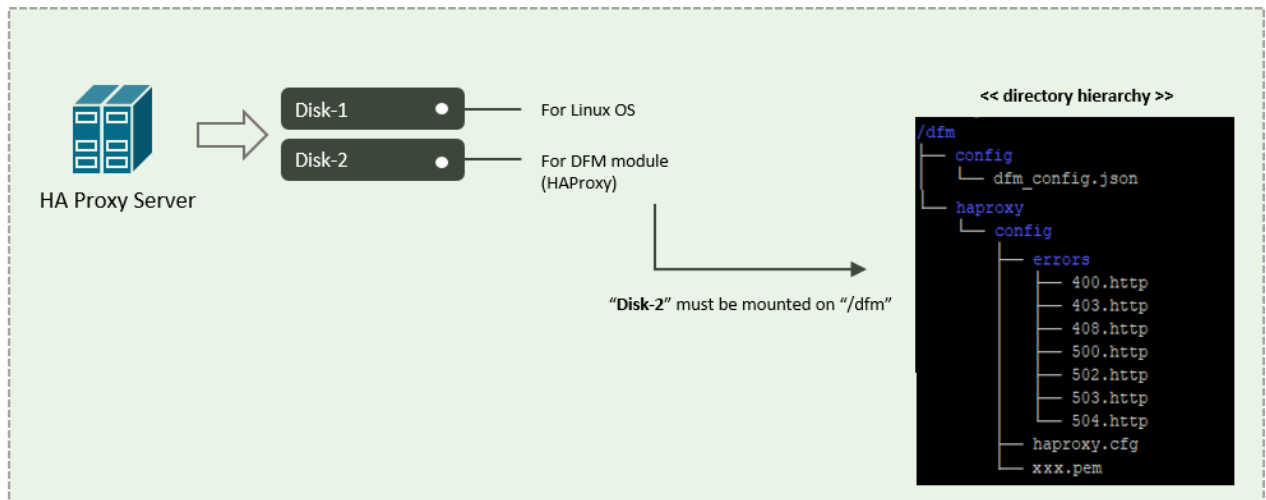 HA Proxy Server
Disk-1
Disk-2
For Linux OS
For DFM module
(HAProxy)
“Disk-2” must be mounted on “/dfm”
<< directory hierarchy >>
/dfm
├── config
│   └── dfm_config.json
└── haproxy
    └── config
        ├── errors
        │   ├── 400.http
        │   ├── 403.http
        │   ├── 408.http
        │   ├── 500.http
        │   ├── 502.http
        │   ├── 503.http
        │   └── 504.http
        ├── haproxy.cfg
        └── xxx.pem